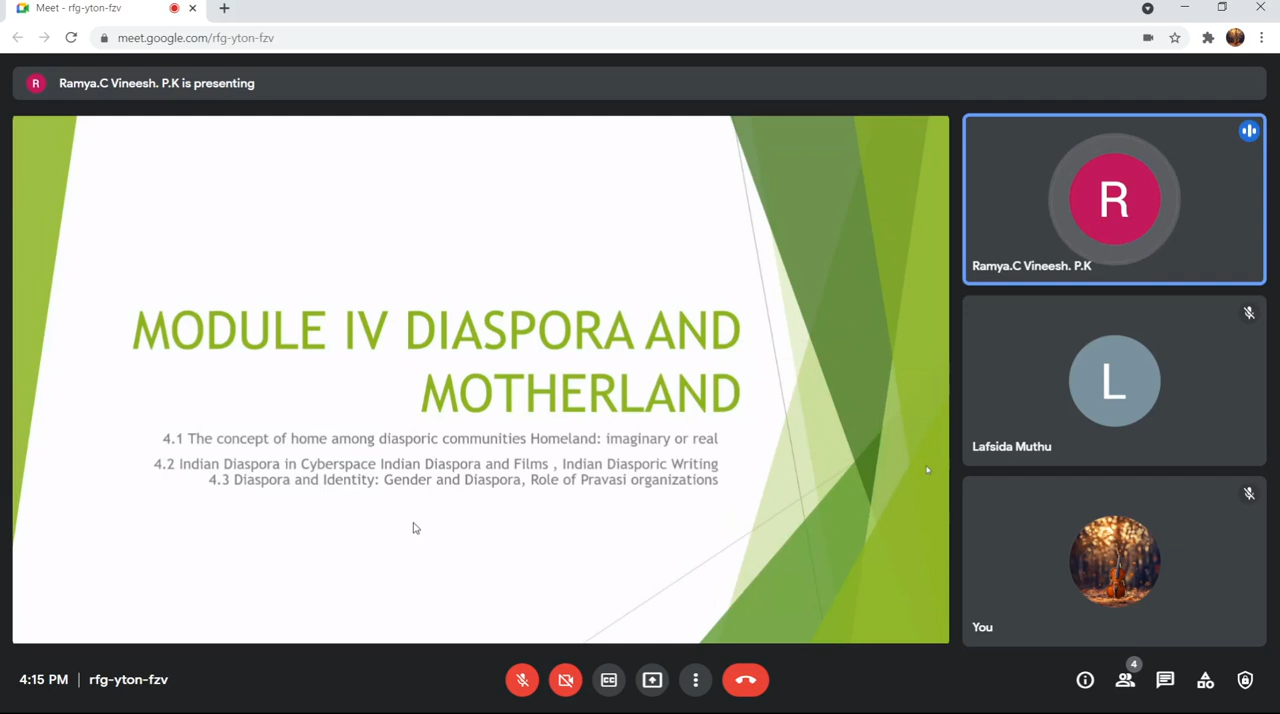 Meet - rfg-yton-fzv
meet.google.com/rfg-yton-fzv
R
Ramya.C Vineesh. P.K is presenting
MODULE IV DIASPORA AND
MOTHERLAND
4.1 The concept of home among diasporic communities Homeland: imaginary or real
4.2 Indian Diaspora in Cyberspace Indian Diaspora and Films , Indian Diasporic Writing
4.3 Diaspora and Identity: Gender and Diaspora, Role of Pravasi organizations
R
Ramya.C Vineesh. P.K
L
Lafsida Muthu
You
4:15 PM | rfg-yton-fzv
CC
4